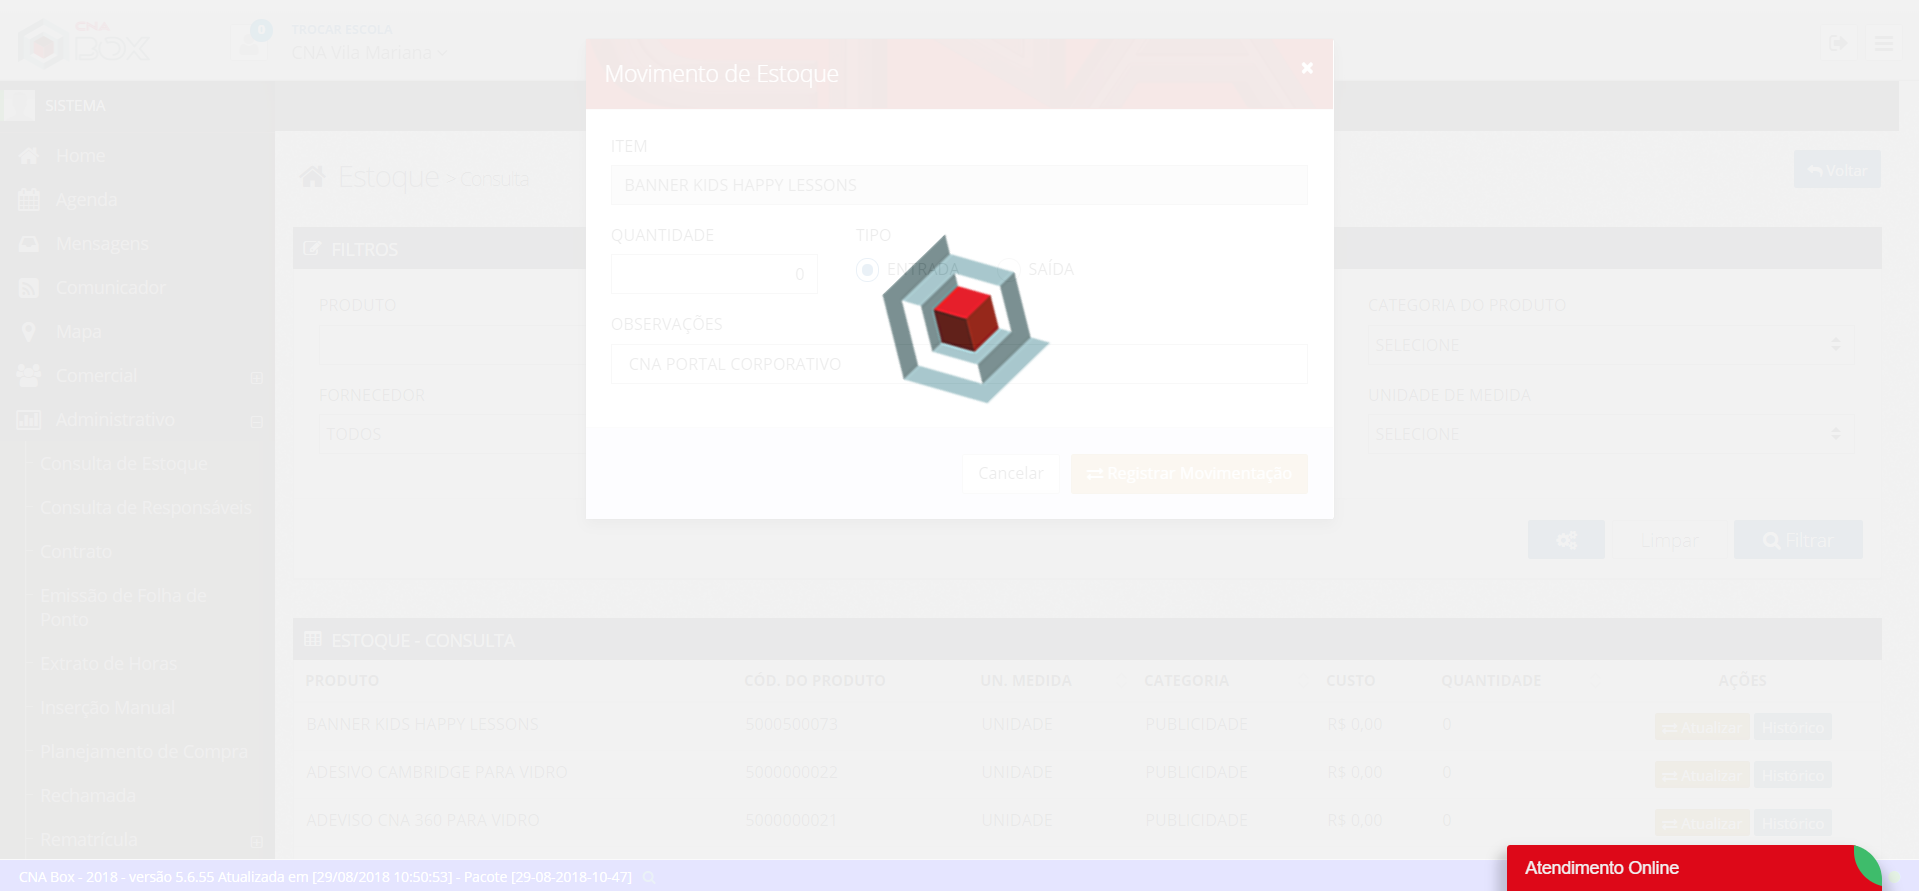 CNA
BOX
0
TROCAR ESCOLA
CNA Vila Mariana
SISTEMA
Home
Agenda
Mensagens
Comunicador
Mapa
Comercial
Administrativo
Consulta de Estoque
Consulta de Responsáveis
Contrato
Emissão de Folha de
Ponto
Extrato de Horas
Inserção Manual
Planejamento de Compra
Rechamada
Rematrícula
Estoque > Consulta
Voltar
FILTROS
PRODUTO
CATEGORIA DO PRODUTO
SELECIONE
FORNECEDOR
TODOS
UNIDADE DE MEDIDA
SELECIONE
Limpar
Filtrar
Movimento de Estoque
ITEM
BANNER KIDS HAPPY LESSONS
QUANTIDADE
0
TIPO
ENTRADA
SAÍDA
OBSERVAÇÕES
CNA PORTAL CORPORATIVO
Cancelar
Registrar Movimentação
ESTOQUE - CONSULTA
PRODUTO CÓD. DO PRODUTO UN. MEDIDA CATEGORIA CUSTO QUANTIDADE AÇÕES
BANNER KIDS HAPPY LESSONS 5000500073 UNIDADE PUBLICIDADE R$ 0,00 0 Atualizar Histórico
ADESIVO CAMBRIDGE PARA VIDRO 5000000022 UNIDADE PUBLICIDADE R$ 0,00 0 Atualizar Histórico
ADEVISO CNA 360 PARA VIDRO 5000000021 UNIDADE PUBLICIDADE R$ 0,00 0 Atualizar Histórico
CNA Box - 2018 - versão 5.6.55 Atualizada em [29/08/2018 10:50:53] - Pacote [29-08-2018-10-47]
Atendimento Online